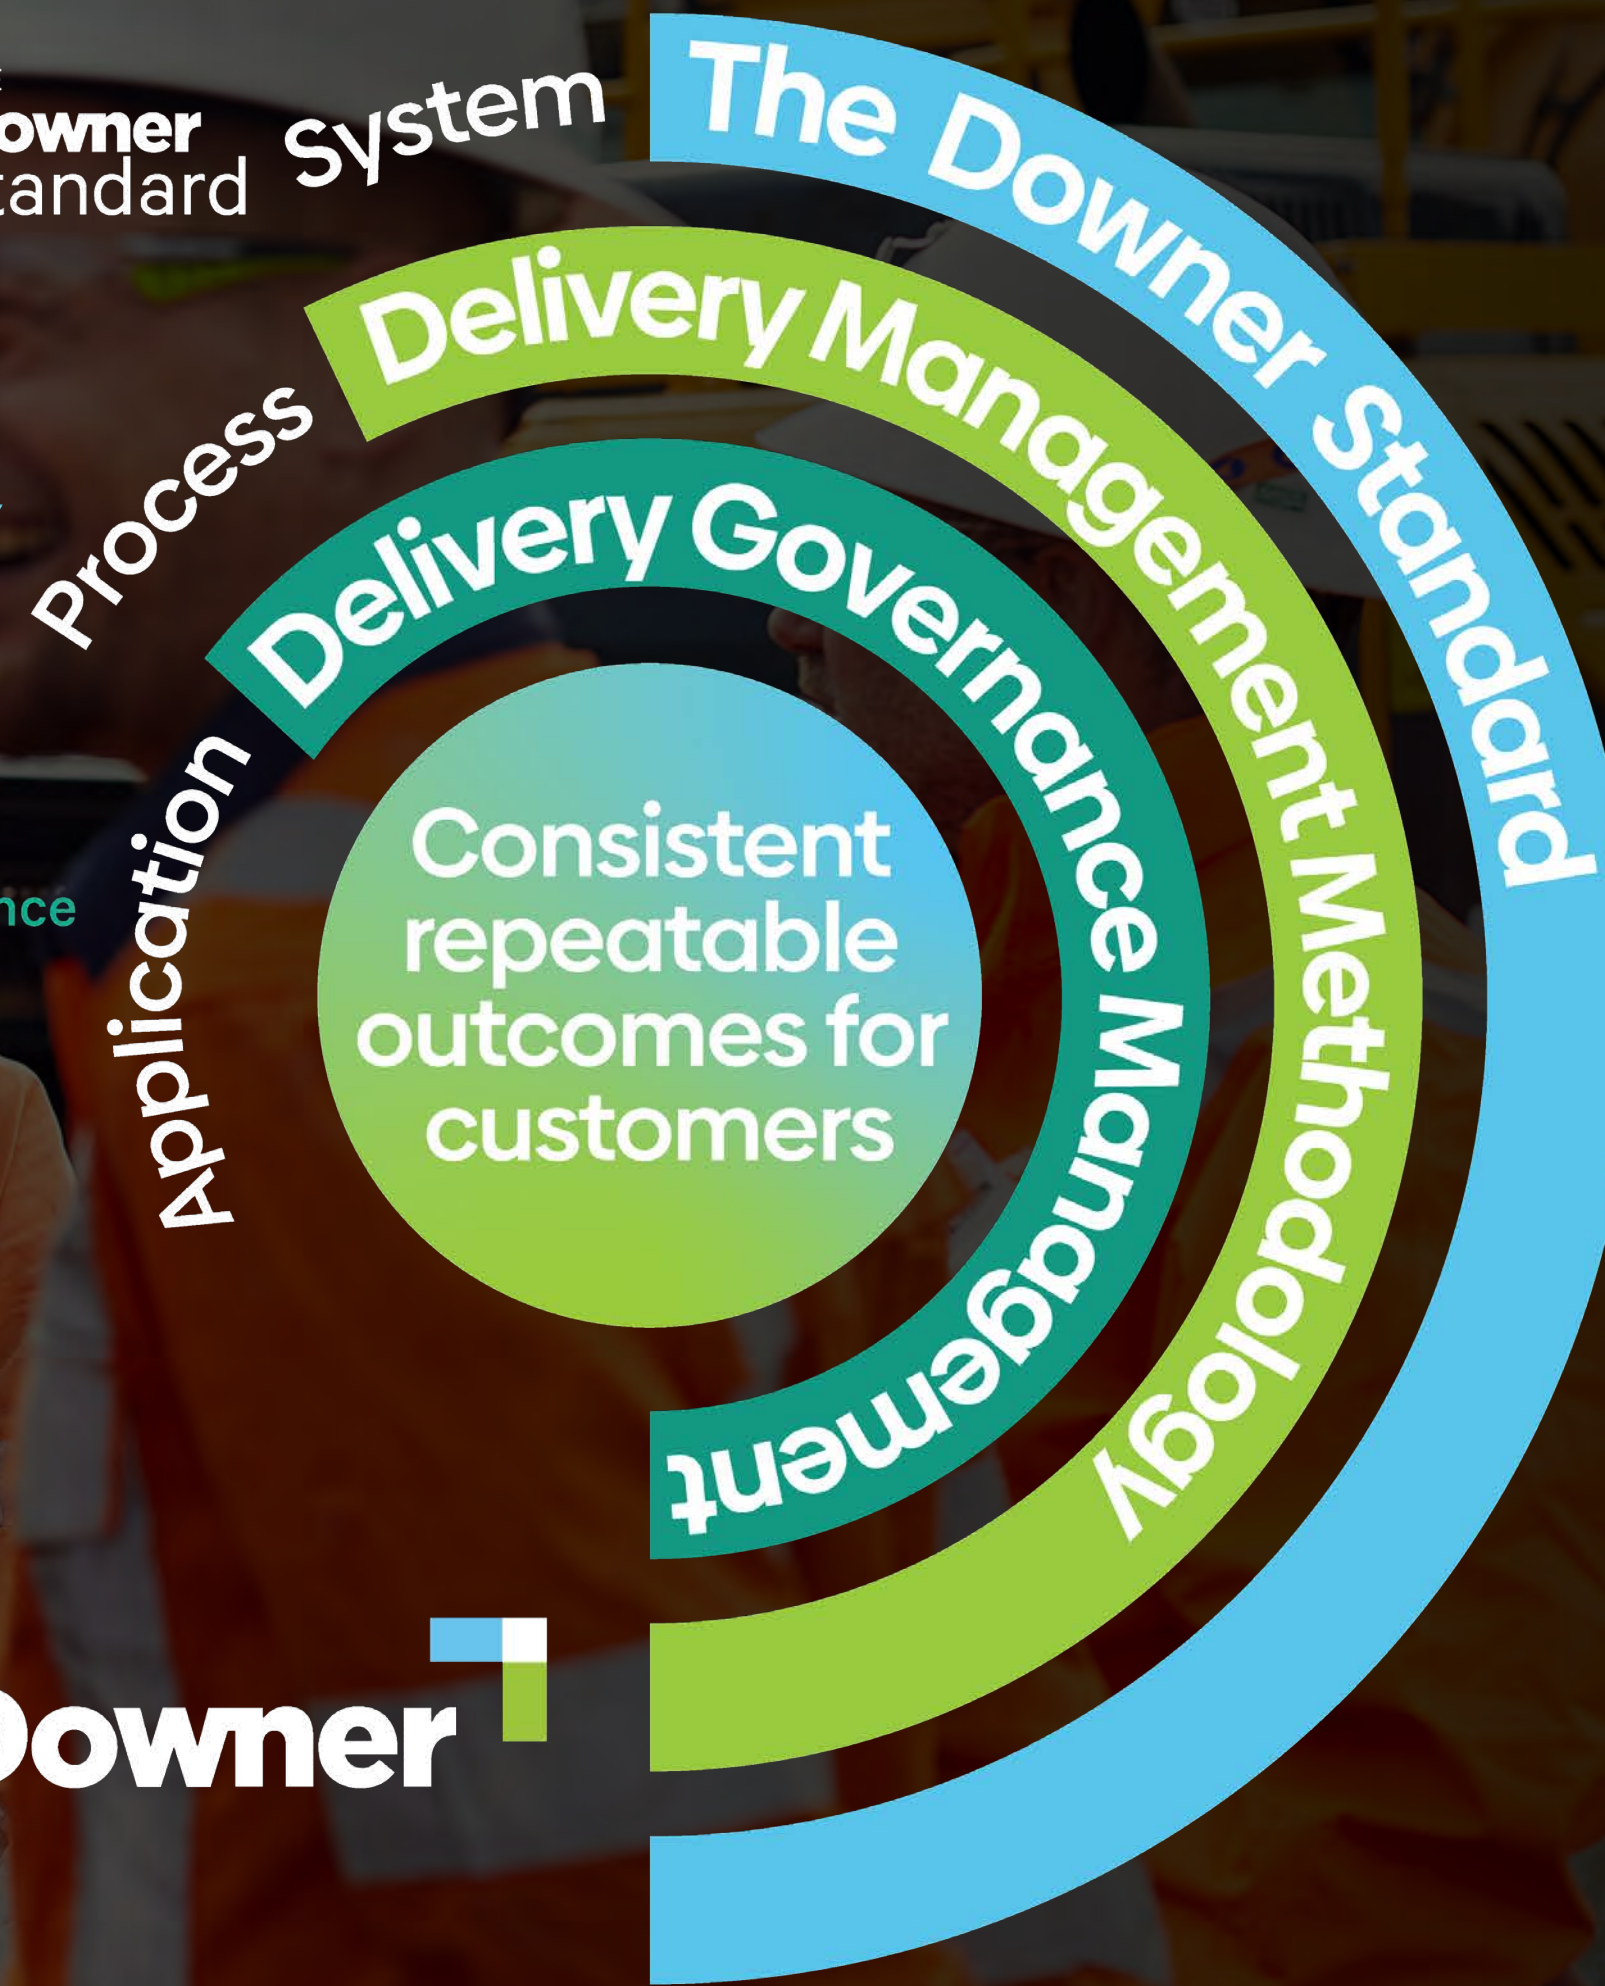 owner
tandard
System
The Downer Standard
Process
Delivery Management Methodology
Application
Delivery Governance Management
Consistent
repeatable
outcomes for
customers
nce
Downer